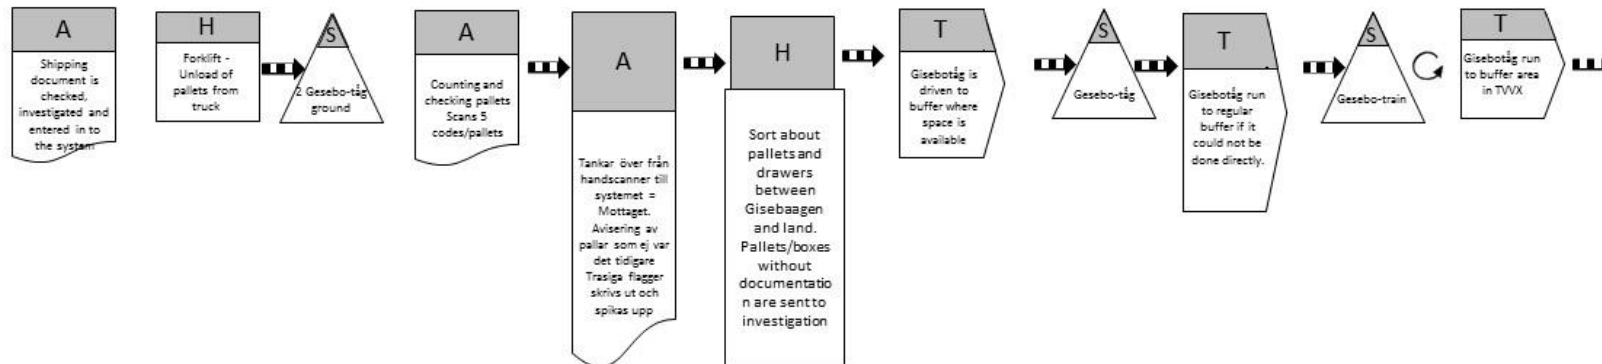 A
Shipping
document is
checked,
investigated and
entered in to
the system
H
Forklift -
Unload of
pallets from
truck
S
2 Gesebo-tåg
ground
A
Counting and
checking pallets
Scans 5
codes/pallets
A
Tankar över från
handscanner till
systemet =
Mottaget.
Avisering av
pallar som ej var
det tidigare
Trasiga flagger
skrivs ut och
spikas upp
H
Sort about
pallets and
drawers
between
Gisebaagen
and land.
Pallets/boxes
without
documentatio
n are sent to
investigation
T
Gisebotåg is
driven to
buffer where
space is
available
S
Gesebo-tåg
T
Gisebotåg run
to regular
buffer if it
could not be
done directly.
S
Gesebo-train
T
Gisebotåg run
to buffer area
in TVVX